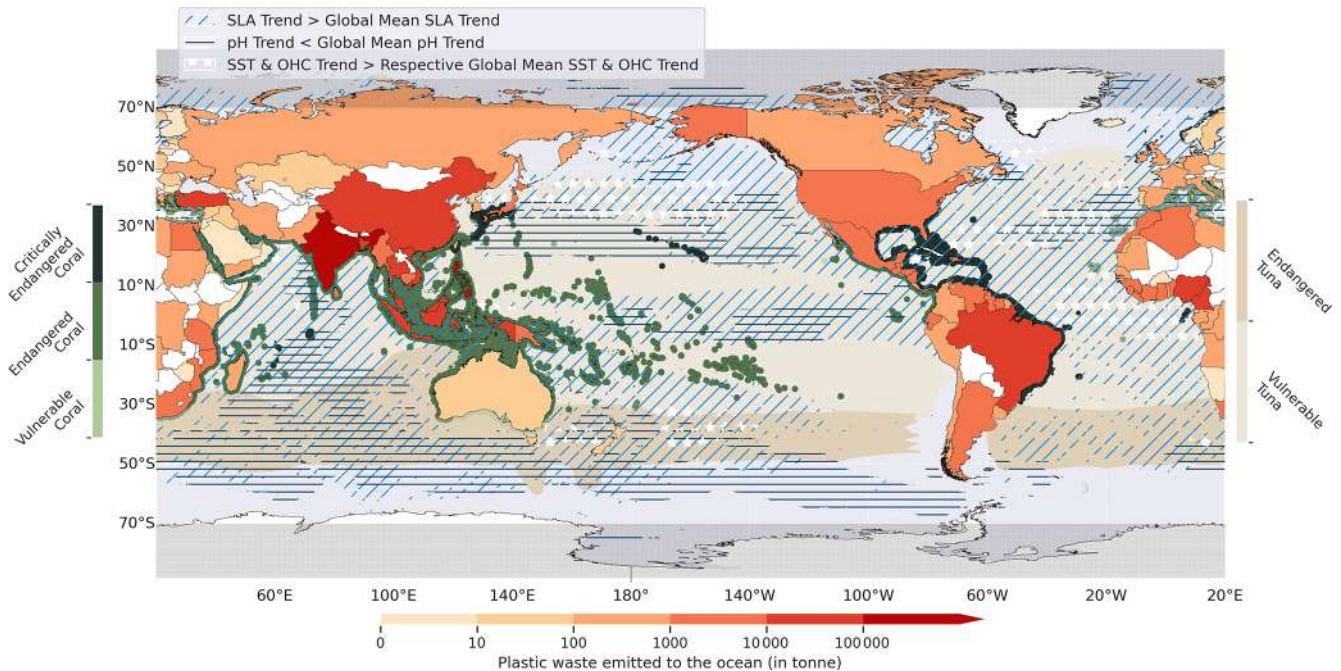 SLA Trend > Global Mean SLA Trend
pH Trend < Global Mean pH Trend
SST & OHC Trend > Respective Global Mean SST & OHC Trend
70°N
50°N
30°N
10°N
10°S
30°S
50°S
70°S
Critically
Endangered
Coral
Endangered
Coral
Vulnerable
Coral
Endangered
Tuna
Vulnerable
Tuna
60°E
100°E
140°E
180°
140°W
100°W
60°W
20°W
20°E
0
10
100
1000
10000
100000
Plastic waste emitted to the ocean (in tonne)